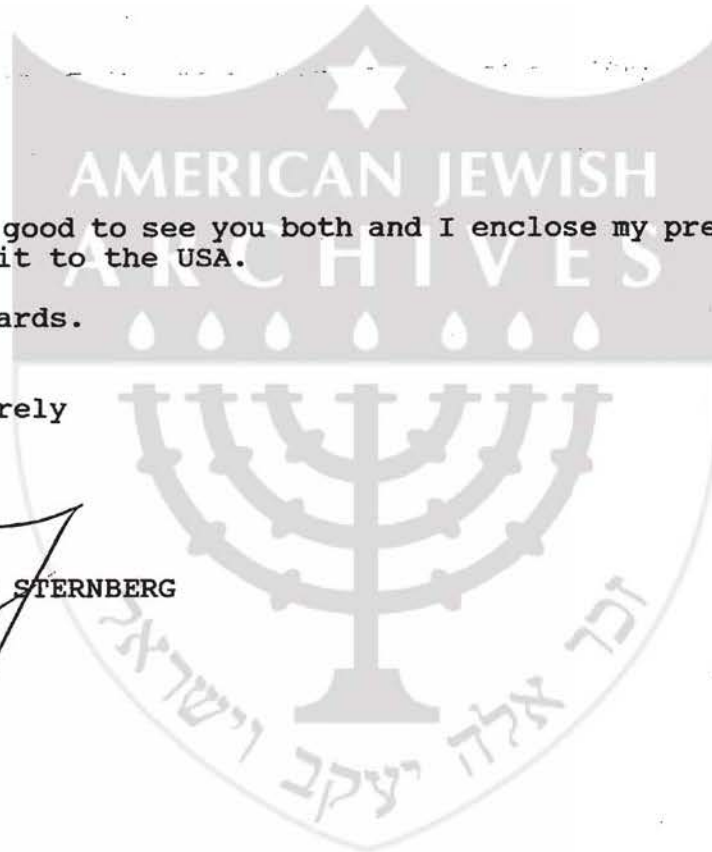 AMERICAN JEWISH
good to see you both and I enclose my pre
it to the USA.
ARCHIVES
ards.
rely
STERNBERG
זכר אלה יעקב וישראל